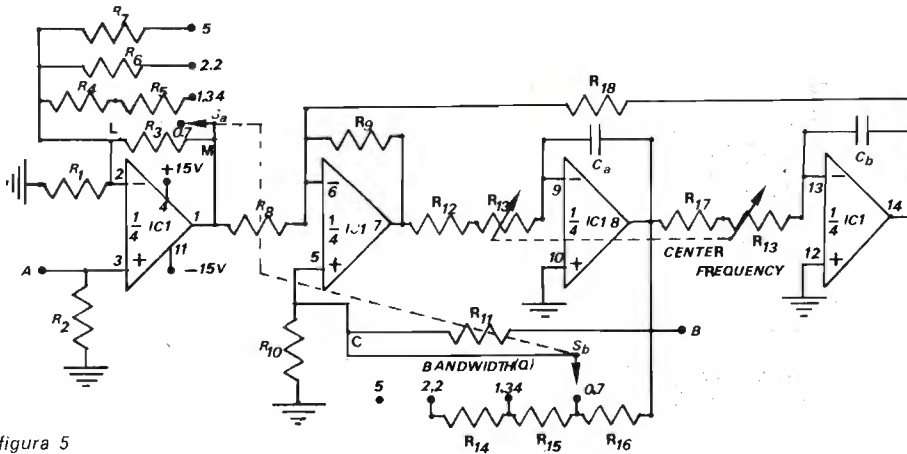 R7 5
R6 2.2
R4 R5 1,34
Sa
0.7
L R3 M
R1 2 − +15V
4
1/4 IC1 1
11
A 3 + −15V
R2
R8
R9
6 −
1/4 IC1 7
5 +
R10
R18
R12 R13
Ca
9 −
1/4 IC1 8
10 +
R17 R13
CENTER
FREQUENCY
Cb
13 −
1/4 IC1 14
12 +
C R11 B
BANDWIDTH(Q) Sb
5 2,2 1,34 0,7
R14 R15 R16
figura 5